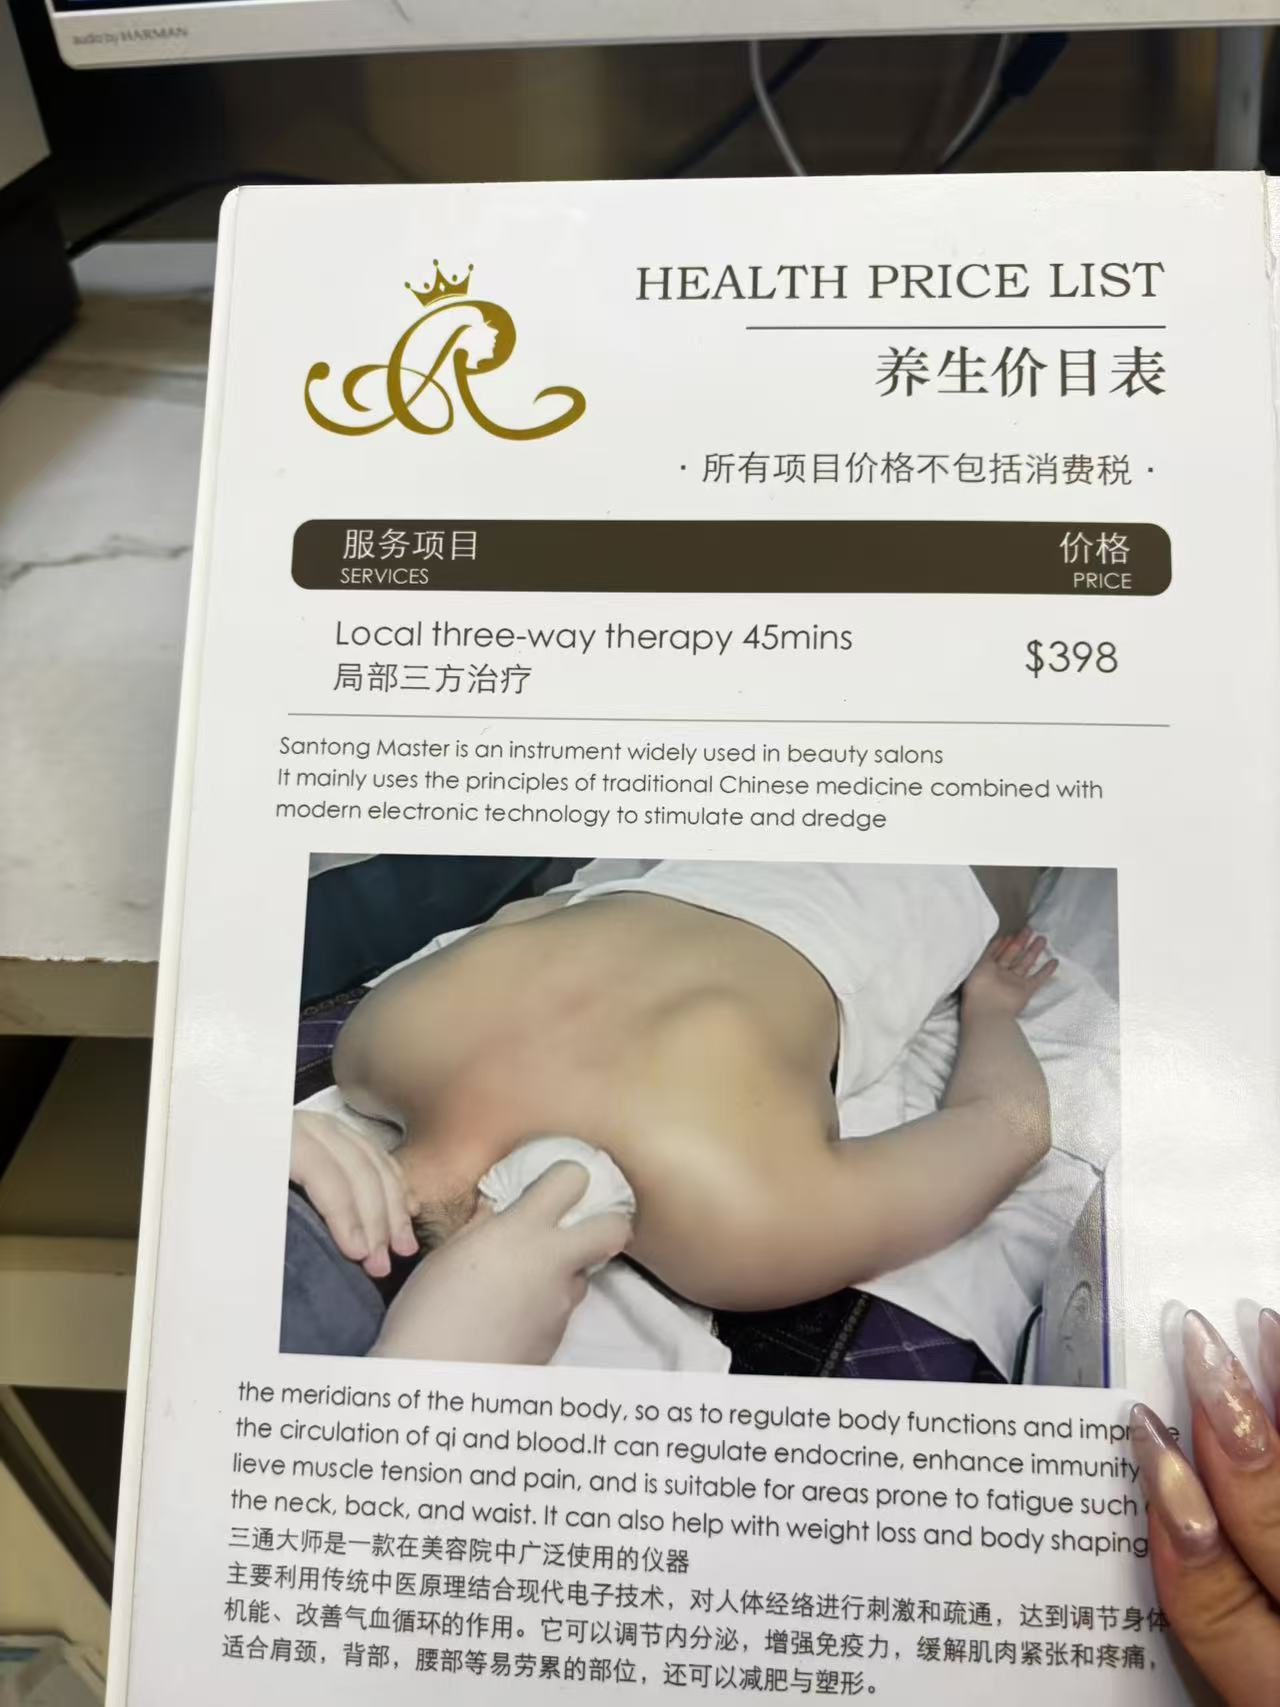 audio by HARMAN
HEALTH PRICE LIST
养生价目表
· 所有项目价格不包括消费税 ·
服务项目 价格
SERVICES PRICE
Local three-way therapy 45mins
$398
局部三方治疗
Santong Master is an instrument widely used in beauty salons
It mainly uses the principles of traditional Chinese medicine combined with
modern electronic technology to stimulate and dredge
the meridians of the human body, so as to regulate body functions and
the circulation of qi and blood.It can regulate endocrine, enhance immunity
lieve muscle tension and pain, and is suitable for areas prone to fatigue such
the neck, back, and waist. It can also help with weight loss and body shaping
三通大师是一款在美容院中广泛使用的仪器
主要利用传统中医原理结合现代电子技术，对人体经络进行刺激和疏通，达到调节身体
机能、改善气血循环的作用。它可以调节内分泌，增强免疫力，缓解肌肉紧张和疼痛，
适合肩颈，背部，腰部等易劳累的部位，还可以减肥与塑形。